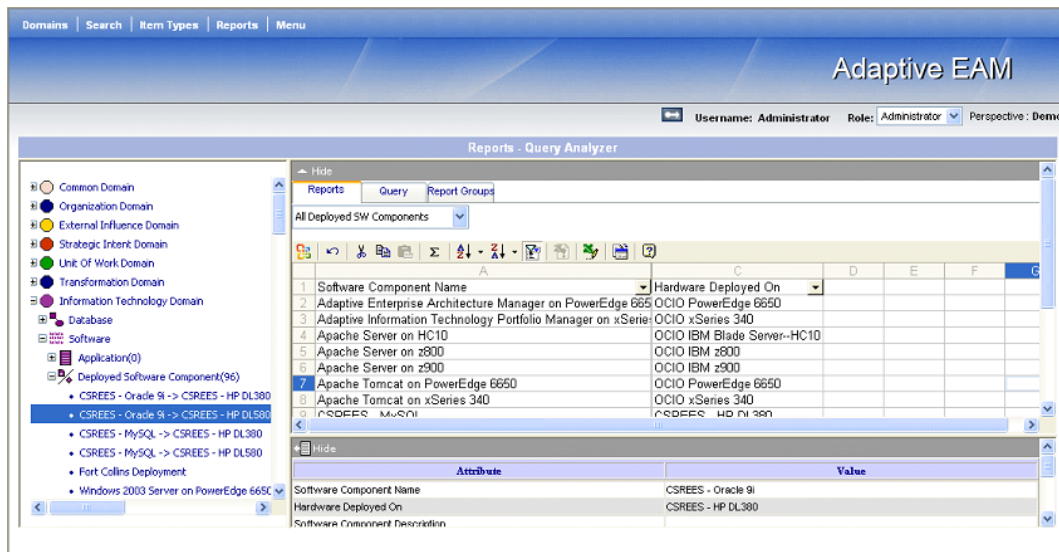 Domains | Search | Item Types | Reports | Menu
Adaptive EAM
Username: Administrator Role: Administrator Perspective : Demo
Reports - Query Analyzer
Common Domain
Organization Domain
External Influence Domain
Strategic Intent Domain
Unit Of Work Domain
Transformation Domain
Information Technology Domain
Database
Software
Application(0)
Deployed Software Component(96)
CSREES - Oracle 9i -> CSREES - HP DL380
CSREES - Oracle 9i -> CSREES - HP DL580
CSREES - MySQL -> CSREES - HP DL380
CSREES - MySQL -> CSREES - HP DL580
Fort Collins Deployment
Windows 2003 Server on PowerEdge 6650
Hide
Reports Query Report Groups
All Deployed SW Components
A C D E F G
1 Software Component Name Hardware Deployed On
2 Adaptive Enterprise Architecture Manager on PowerEdge 665 OCIO PowerEdge 6650
3 Adaptive Information Technology Portfolio Manager on xSerie OCIO xSeries 340
4 Apache Server on HC10 OCIO IBM Blade Server--HC10
5 Apache Server on z800 OCIO IBM z800
6 Apache Server on z900 OCIO IBM z900
7 Apache Tomcat on PowerEdge 6650 OCIO PowerEdge 6650
8 Apache Tomcat on xSeries 340 OCIO xSeries 340
9 CSREES - MySQL CSREES - HP DL380
Hide
Attribute Value
Software Component Name CSREES - Oracle 9i
Hardware Deployed On CSREES - HP DL380
Software Component Description